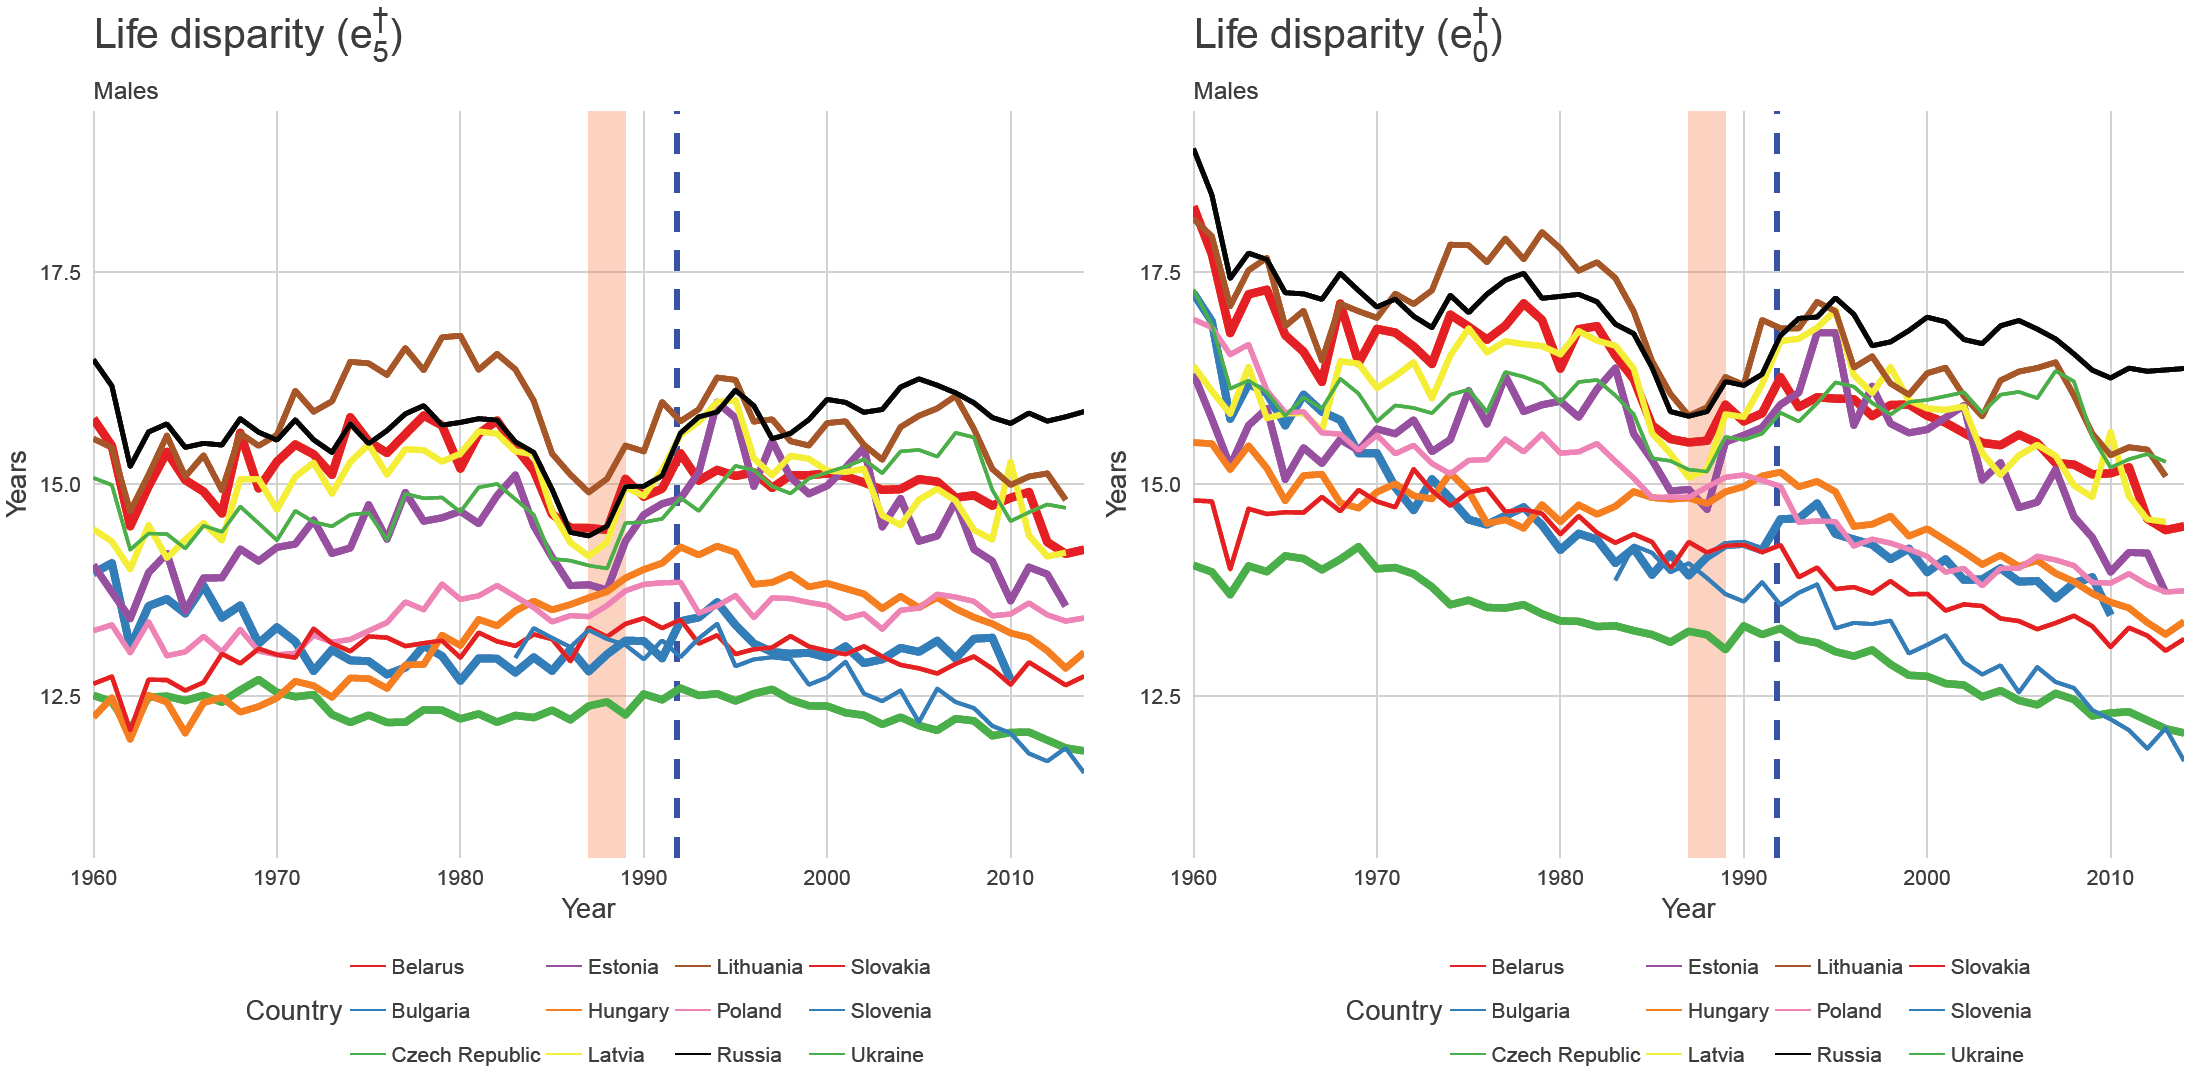 Life disparity (e†5)
Males
Years
17.5
15.0
12.5
1960 1970 1980 1990 2000 2010
Year
Country
Belarus Estonia Lithuania Slovakia
Bulgaria Hungary Poland Slovenia
Czech Republic Latvia Russia Ukraine
Life disparity (e†0)
Males
Years
17.5
15.0
12.5
1960 1970 1980 1990 2000 2010
Year
Country
Belarus Estonia Lithuania Slovakia
Bulgaria Hungary Poland Slovenia
Czech Republic Latvia Russia Ukraine